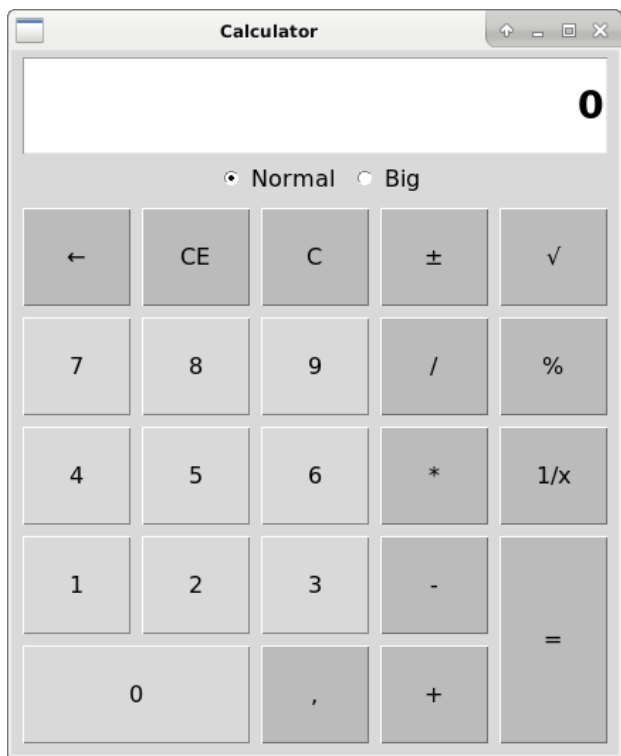 Calculator
0
Normal Big
← CE C ± √
7 8 9 / %
4 5 6 * 1/x
1 2 3 - =
0 , +